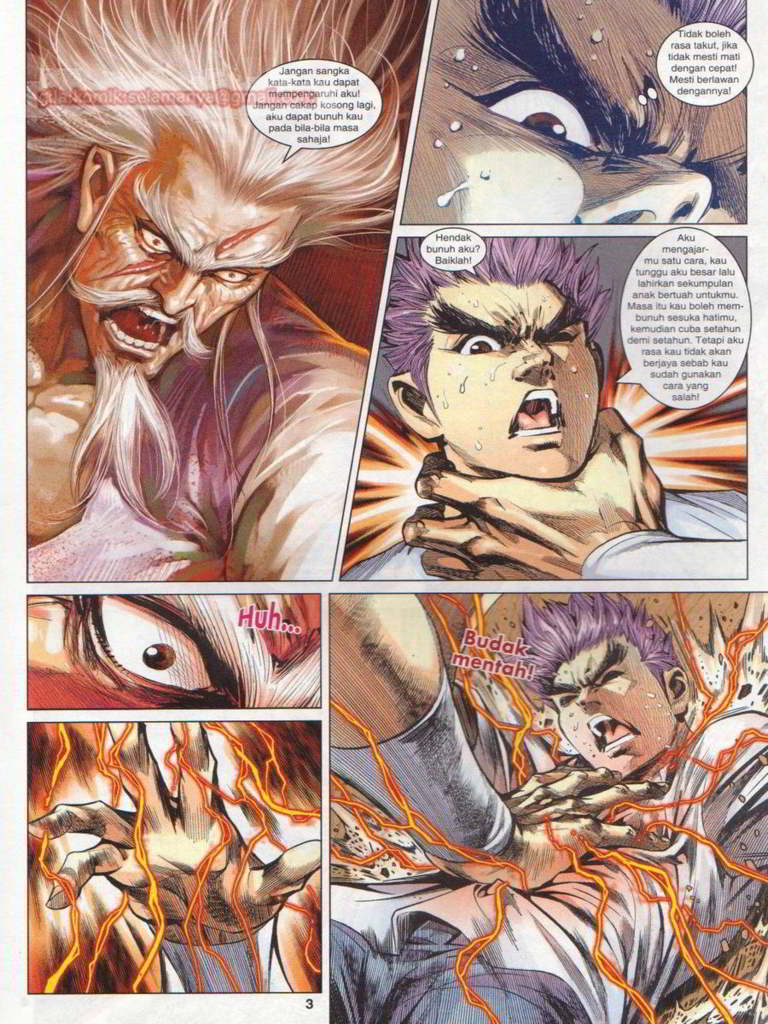 Jangan sangka
kata-kata kau dapat
mempengaruhi aku!
Jangan cakap kosong lagi,
aku dapat bunuh kau
pada bila-bila masa
sahaja!
Tidak boleh
rasa takut, jika
tidak mesti mati
dengan cepat!
Mesti berlawan
dengannya!
Hendak
bunuh aku?
Baiklah!
Aku
mengajar-
mu satu cara, kau
tunggu aku besar lalu
lahirkan sekumpulan
anak bertuah untukmu.
Masa itu kau boleh mem-
bunuh sesuka hatimu,
kemudian cuba setahun
demi setahun. Tetapi aku
rasa kau tidak akan
berjaya sebab kau
sudah gunakan
cara yang
salah!
Huh...
Budak
mentah!
3